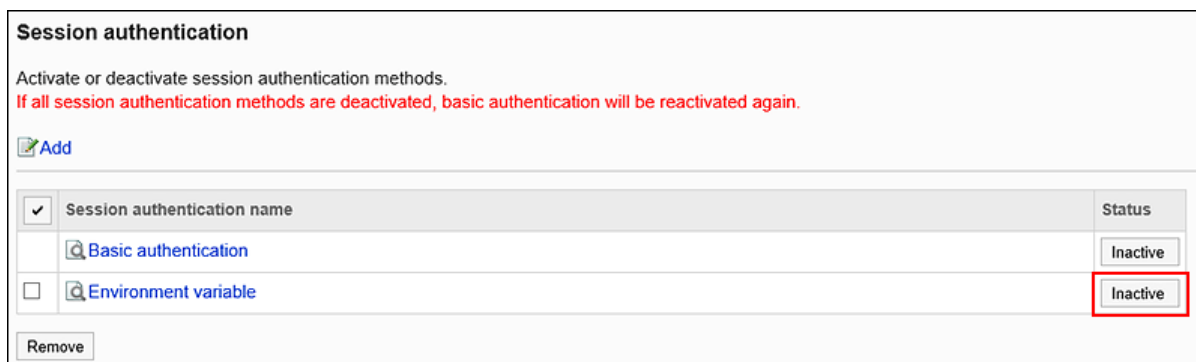 Session authentication
Activate or deactivate session authentication methods.
If all session authentication methods are deactivated, basic authentication will be reactivated again.
Add
Session authentication name Status
Basic authentication Inactive
Environment variable Inactive
Remove